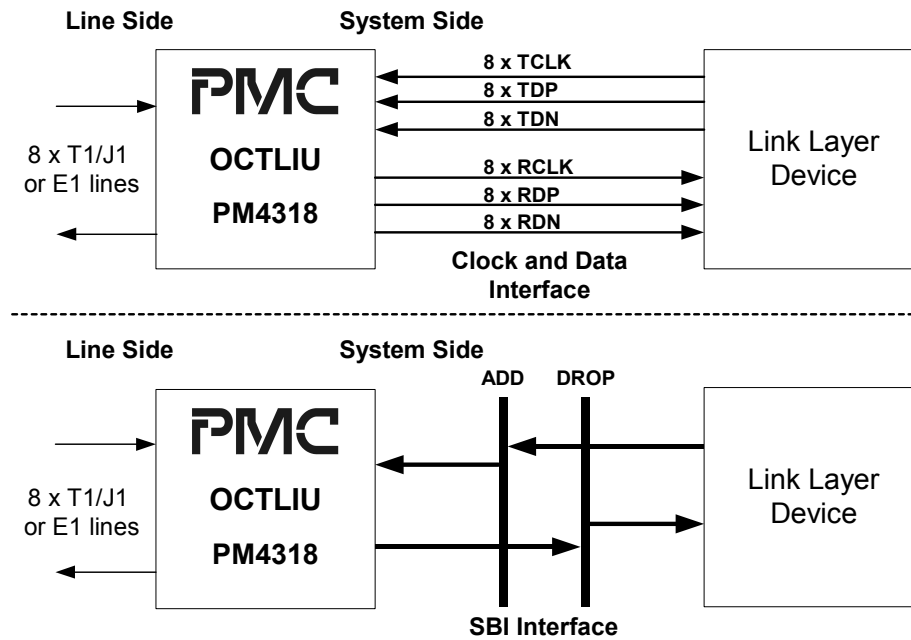 Line Side
System Side
PMC
OCTLIU
PM4318
8 x T1/J1
or E1 lines
8 x TCLK
8 x TDP
8 x TDN
8 x RCLK
8 x RDP
8 x RDN
Clock and Data
Interface
Link Layer
Device
Line Side
System Side
PMC
OCTLIU
PM4318
8 x T1/J1
or E1 lines
ADD
DROP
SBI Interface
Link Layer
Device